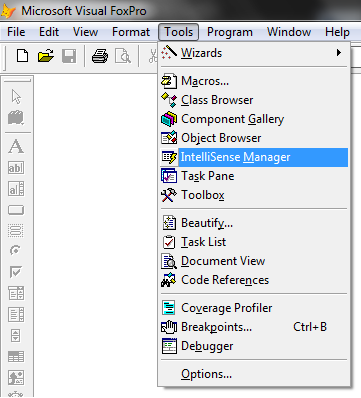 Microsoft Visual FoxPro
File Edit View Format Tools Program Window Help
Wizards
Macros...
Class Browser
Component Gallery
Object Browser
IntelliSense Manager
Task Pane
Toolbox
Beautify...
Task List
Document View
Code References
Coverage Profiler
Breakpoints... Ctrl+B
Debugger
Options...
A
ab